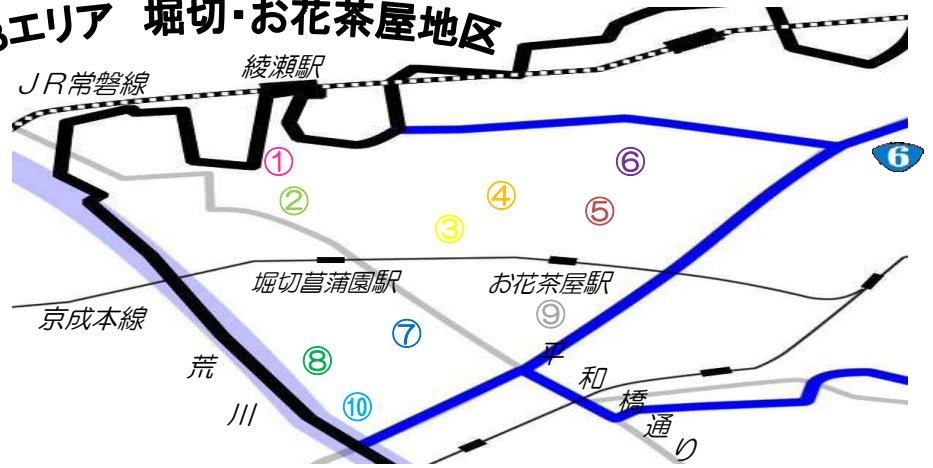 エリア 堀切・お花茶屋地区
JR常磐線
綾瀬駅
6
①
⑥
②
④
⑤
③
堀切菖蒲園駅
お花茶屋駅
京成本線
⑨
⑦
⑧
⑩
荒川
平和橋通り